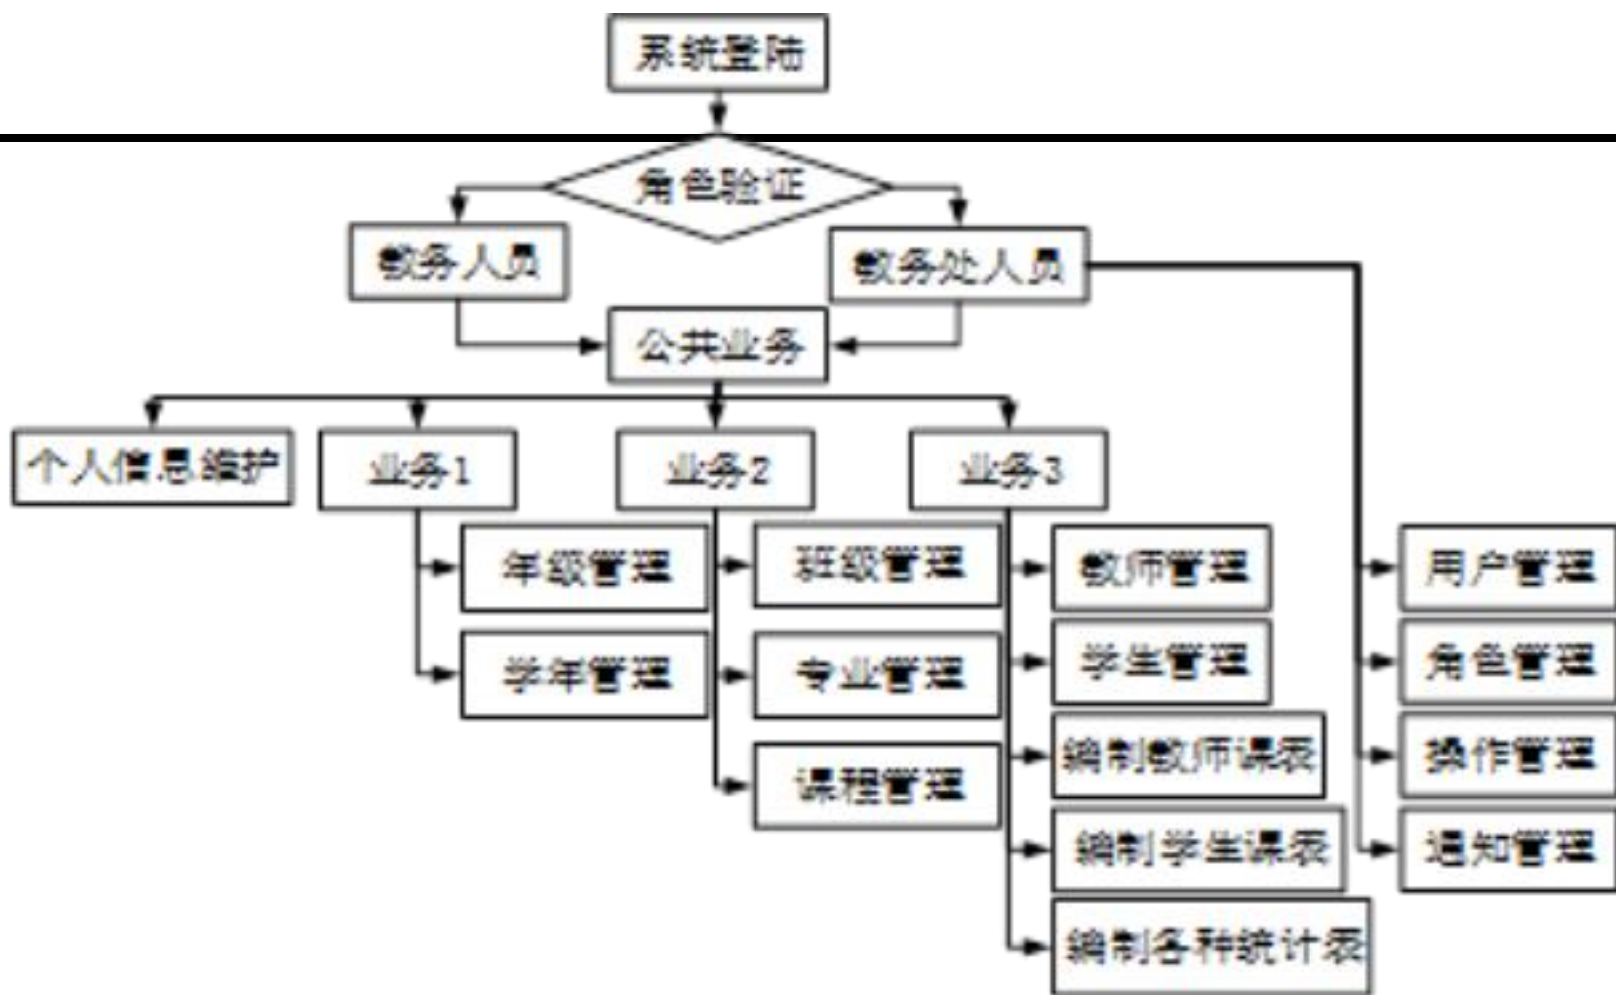 系统登陆
角色验证
教务人员
教务处人员
公共业务
个人信息维护
业务1
业务2
业务3
年级管理
班级管理
教师管理
用户管理
学年管理
专业管理
学生管理
角色管理
课程管理
编制教师课表
操作管理
编制学生课表
通知管理
编制各种统计表